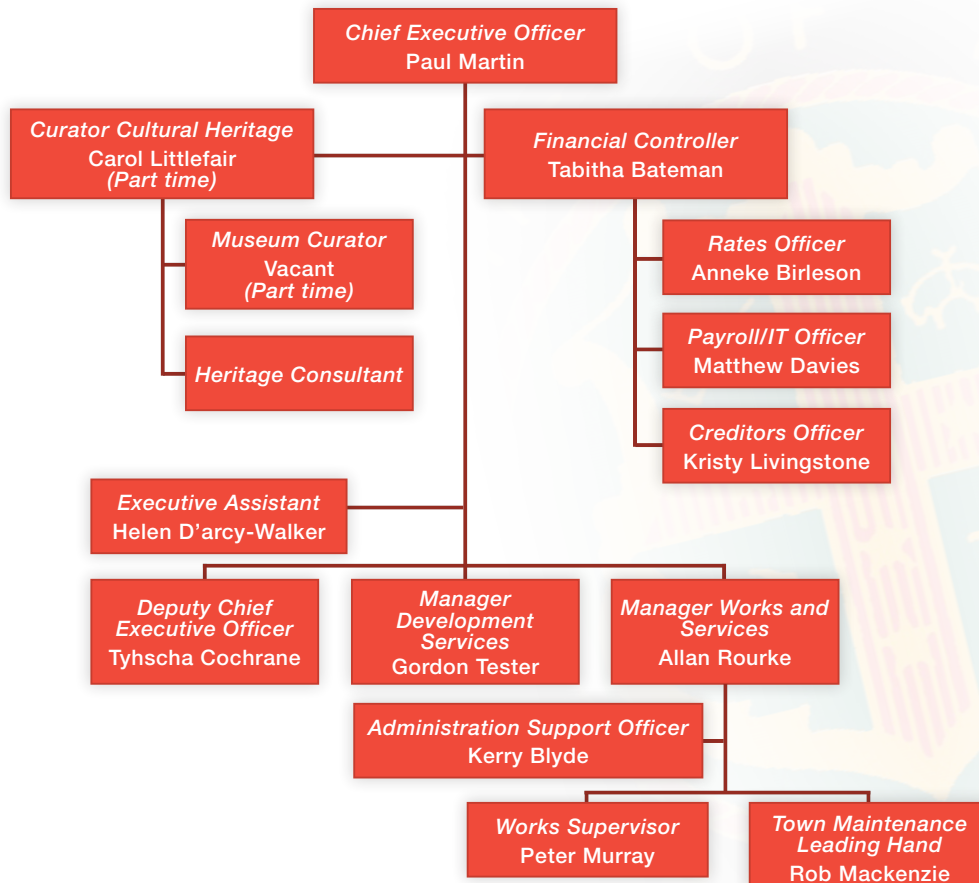 Chief Executive Officer
Paul Martin
Curator Cultural Heritage
Carol Littlefair
(Part time)
Financial Controller
Tabitha Bateman
Museum Curator
Vacant
(Part time)
Heritage Consultant
Rates Officer
Anneke Birleson
Payroll/IT Officer
Matthew Davies
Creditors Officer
Kristy Livingstone
Executive Assistant
Helen D'arcy-Walker
Deputy Chief
Executive Officer
Tyhscha Cochrane
Manager
Development
Services
Gordon Tester
Manager Works and
Services
Allan Rourke
Administration Support Officer
Kerry Blyde
Works Supervisor
Peter Murray
Town Maintenance
Leading Hand
Rob Mackenzie